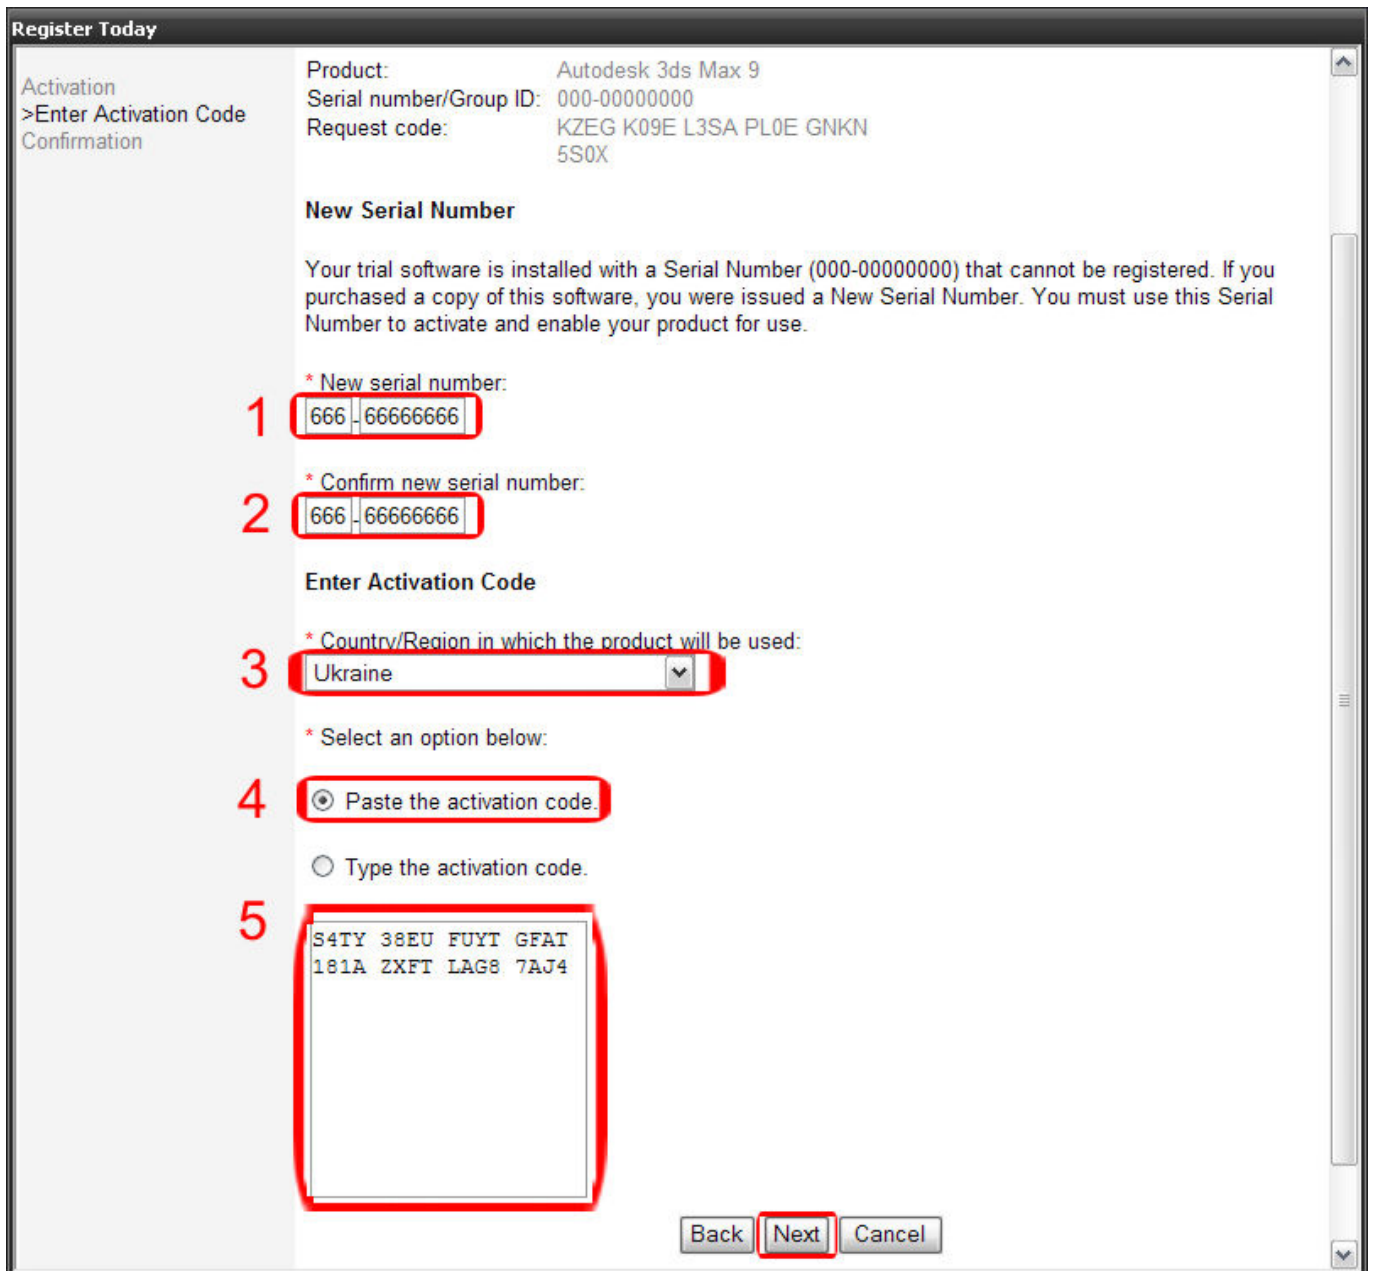 Register Today
Activation
>Enter Activation Code
Confirmation
Product: Autodesk 3ds Max 9
Serial number/Group ID: 000-00000000
Request code: KZEG K09E L3SA PL0E GNKN
5S0X
New Serial Number
Your trial software is installed with a Serial Number (000-00000000) that cannot be registered. If you
purchased a copy of this software, you were issued a New Serial Number. You must use this Serial
Number to activate and enable your product for use.
* New serial number:
1 666 - 66666666
* Confirm new serial number:
2 666 - 66666666
Enter Activation Code
* Country/Region in which the product will be used:
3 Ukraine
* Select an option below:
4 Paste the activation code.
Type the activation code.
5
S4TY 38EU FUYT GFAT
181A ZXFT LAG8 7AJ4
Back Next Cancel